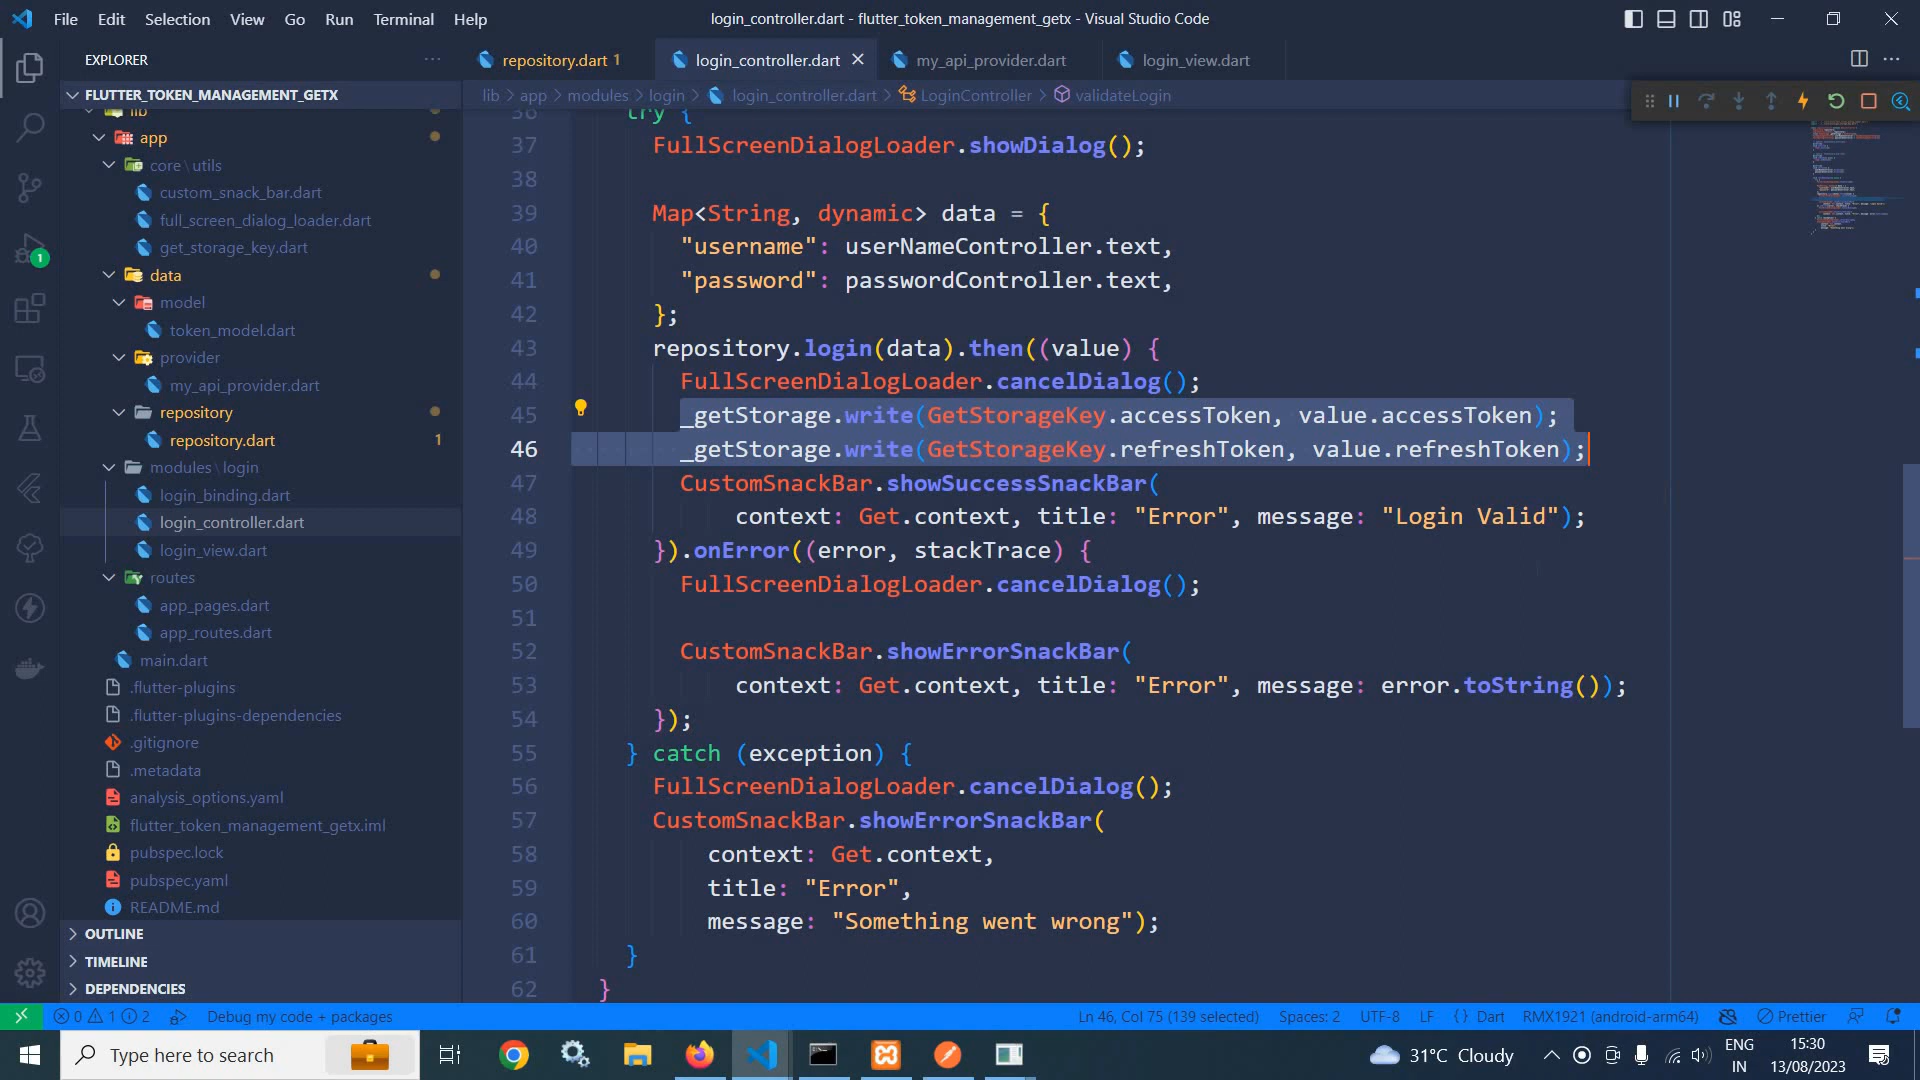 File Edit Selection View Go Run Terminal Help
login_controller.dart - flutter_token_management_getx - Visual Studio Code
EXPLORER
repository.dart 1
login_controller.dart
my_api_provider.dart
login_view.dart
FLUTTER_TOKEN_MANAGEMENT_GETX
lib > app > modules > login > login_controller.dart > LoginController > validateLogin
lib
app
core \ utils
custom_snack_bar.dart
full_screen_dialog_loader.dart
get_storage_key.dart
data
model
token_model.dart
provider
my_api_provider.dart
repository
repository.dart 1
modules \ login
login_binding.dart
login_controller.dart
login_view.dart
routes
app_pages.dart
app_routes.dart
main.dart
.flutter-plugins
.flutter-plugins-dependencies
.gitignore
.metadata
analysis_options.yaml
flutter_token_management_getx.iml
pubspec.lock
pubspec.yaml
README.md
OUTLINE
TIMELINE
DEPENDENCIES
1
36 try {
37 FullScreenDialogLoader.showDialog();
38
39 Map<String, dynamic> data = {
40 "username": userNameController.text,
41 "password": passwordController.text,
42 };
43 repository.login(data).then((value) {
44 FullScreenDialogLoader.cancelDialog();
45 _getStorage.write(GetStorageKey.accessToken, value.accessToken);
46 _getStorage.write(GetStorageKey.refreshToken, value.refreshToken);
47 CustomSnackBar.showSuccessSnackBar(
48 context: Get.context, title: "Error", message: "Login Valid");
49 }).onError((error, stackTrace) {
50 FullScreenDialogLoader.cancelDialog();
51
52 CustomSnackBar.showErrorSnackBar(
53 context: Get.context, title: "Error", message: error.toString());
54 });
55 } catch (exception) {
56 FullScreenDialogLoader.cancelDialog();
57 CustomSnackBar.showErrorSnackBar(
58 context: Get.context,
59 title: "Error",
60 message: "Something went wrong");
61 }
62 }
0 1 2 Debug my code + packages
Ln 46, Col 75 (139 selected) Spaces: 2 UTF-8 LF {} Dart RMX1921 (android-arm64) Prettier
Type here to search
31°C Cloudy
ENG
IN
15:30
13/08/2023